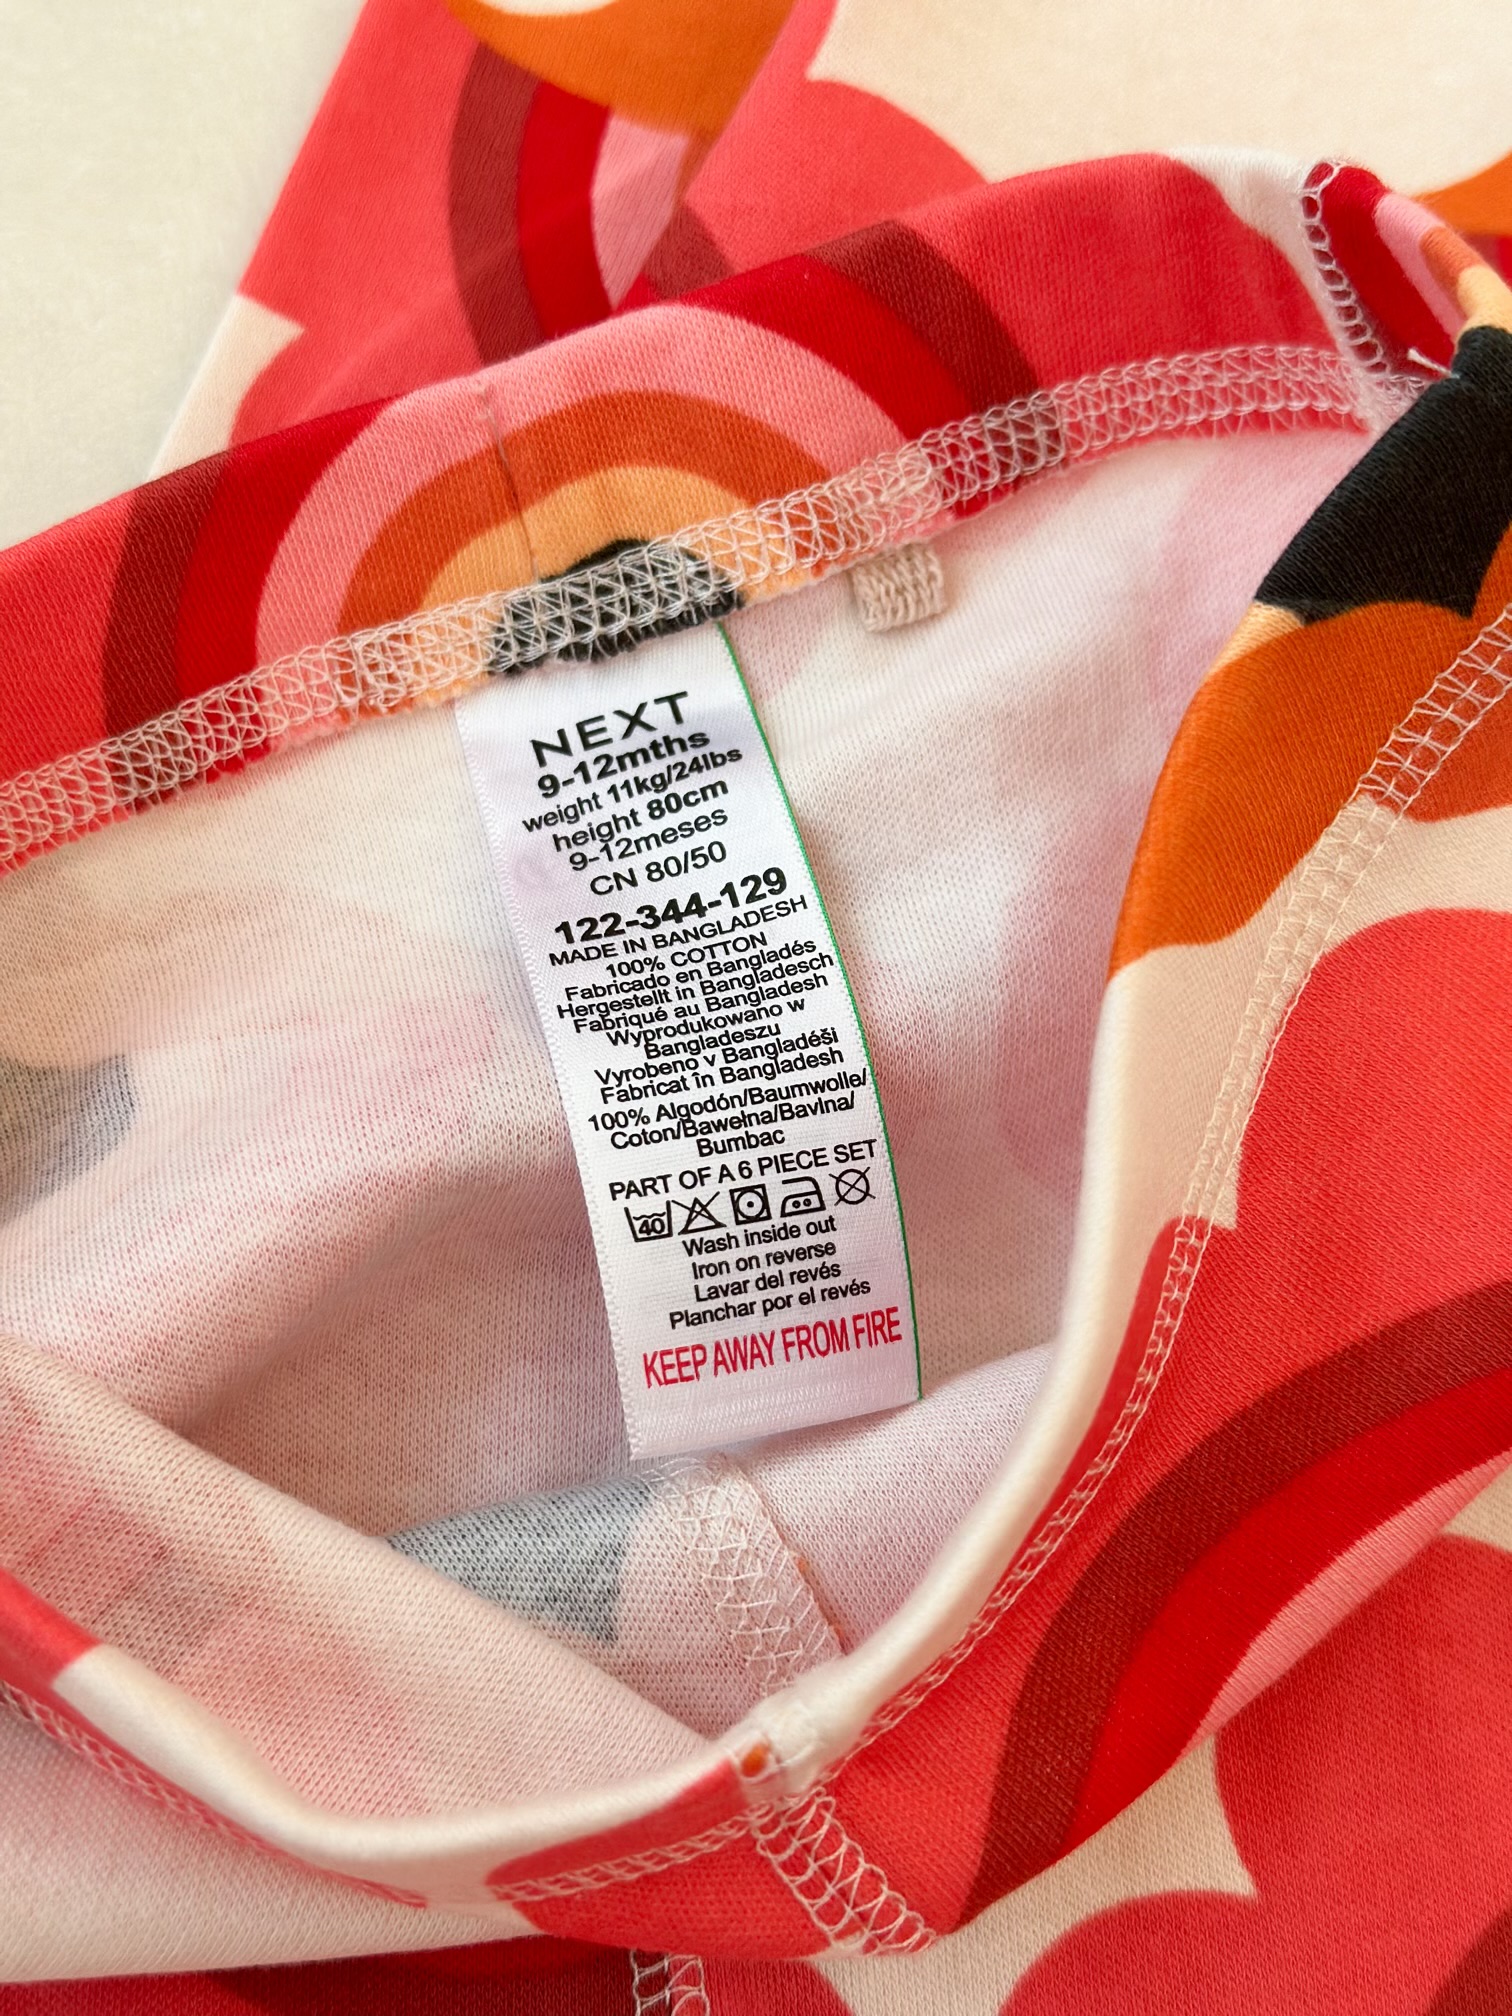 NEXT
9-12mths
weight 11kg/24lbs
height 80cm
9-12meses
CN 80/50
122-344-129
MADE IN BANGLADESH
100% COTTON
Fabricado en Bangladés
Hergestellt in Bangladesch
Fabriqué au Bangladesh
Wyprodukowano w
Bangladeszu
Vyrobeno v Bangladéši
Fabricat în Bangladesh
100% Algodón/Baumwolle/
Coton/Bawełna/Bavlna/
Bumbac
PART OF A 6 PIECE SET
40
Wash inside out
Iron on reverse
Lavar del revés
Planchar por el revés
KEEP AWAY FROM FIRE